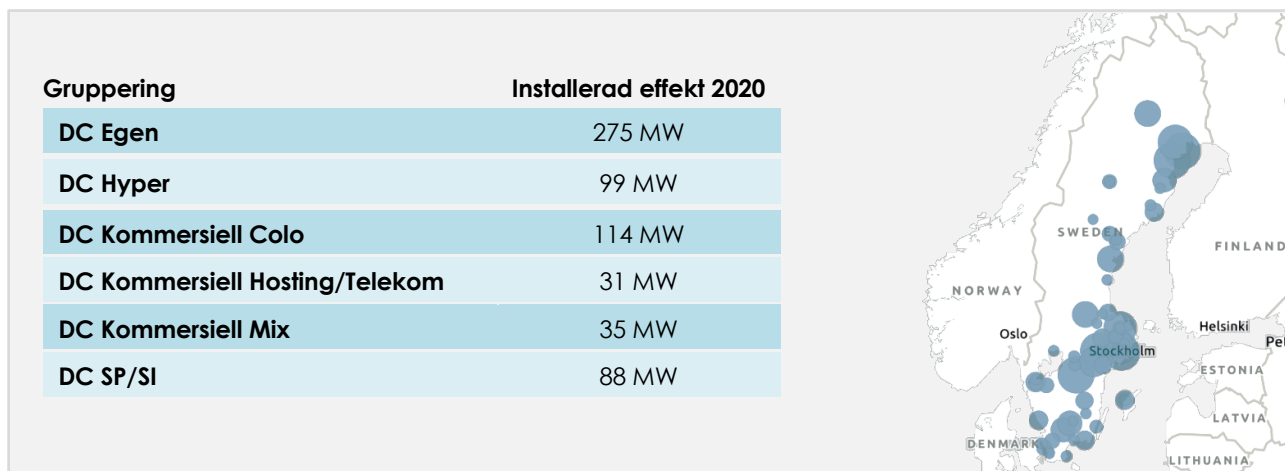 Gruppering Installerad effekt 2020
DC Egen 275 MW
DC Hyper 99 MW
DC Kommersiell Colo 114 MW
DC Kommersiell Hosting/Telekom 31 MW
DC Kommersiell Mix 35 MW
DC SP/SI 88 MW
SWEDEN
FINLAND
NORWAY
Oslo
Helsinki
Stockholm
ESTONIA
LATVIA
DENMARK
LITHUANIA